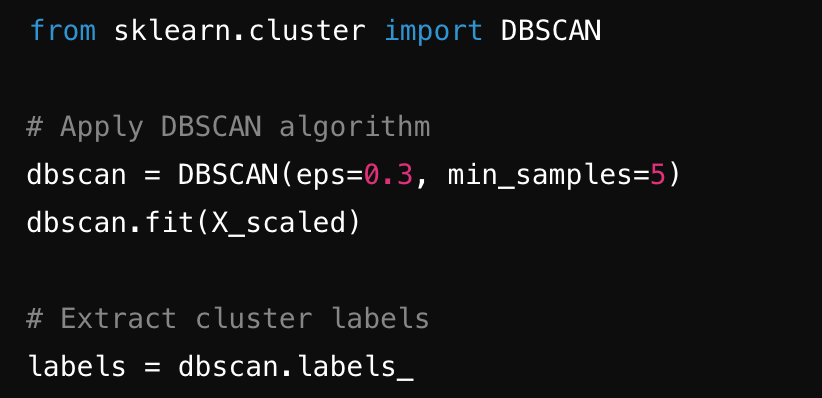 from sklearn.cluster import DBSCAN
# Apply DBSCAN algorithm
dbscan = DBSCAN(eps=0.3, min_samples=5)
dbscan.fit(X_scaled)
# Extract cluster labels
labels = dbscan.labels_